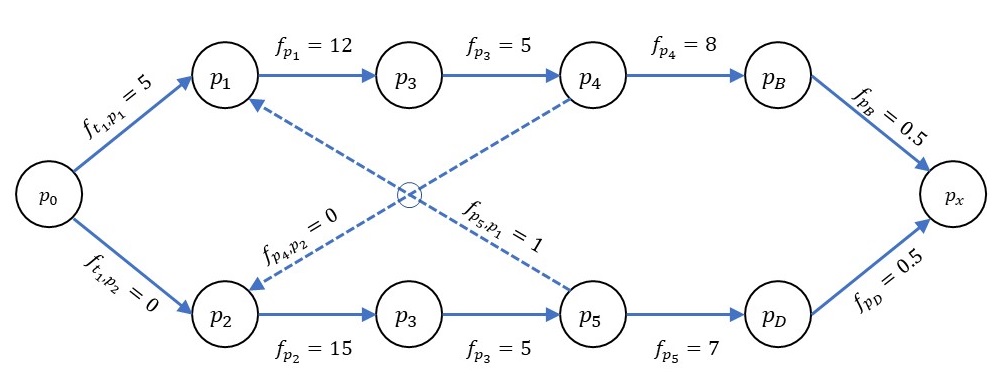 f_{p_1} = 12
f_{p_3} = 5
f_{p_4} = 8
p_1
p_3
p_4
p_B
f_{t_1,p_1} = 5
f_{p_B} = 0.5
p_0
p_x
f_{p_4,p_2} = 0
f_{p_5,p_1} = 1
f_{t_1,p_2} = 0
f_{p_D} = 0.5
p_2
p_3
p_5
p_D
f_{p_2} = 15
f_{p_3} = 5
f_{p_5} = 7